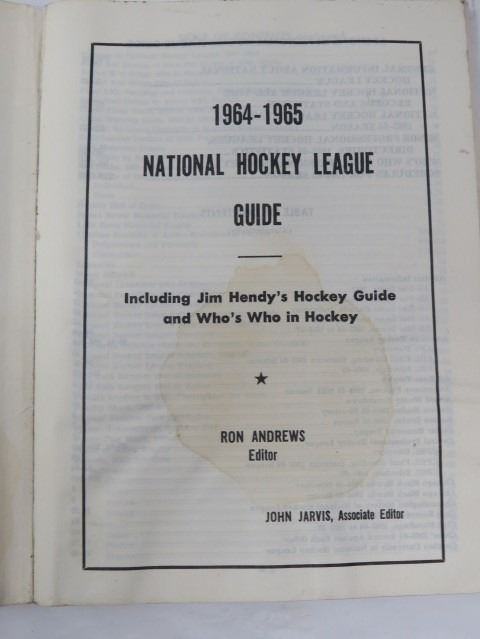 1964-1965
NATIONAL HOCKEY LEAGUE
GUIDE
Including Jim Hendy's Hockey Guide
and Who's Who in Hockey
★
RON ANDREWS
Editor
JOHN JARVIS, Associate Editor